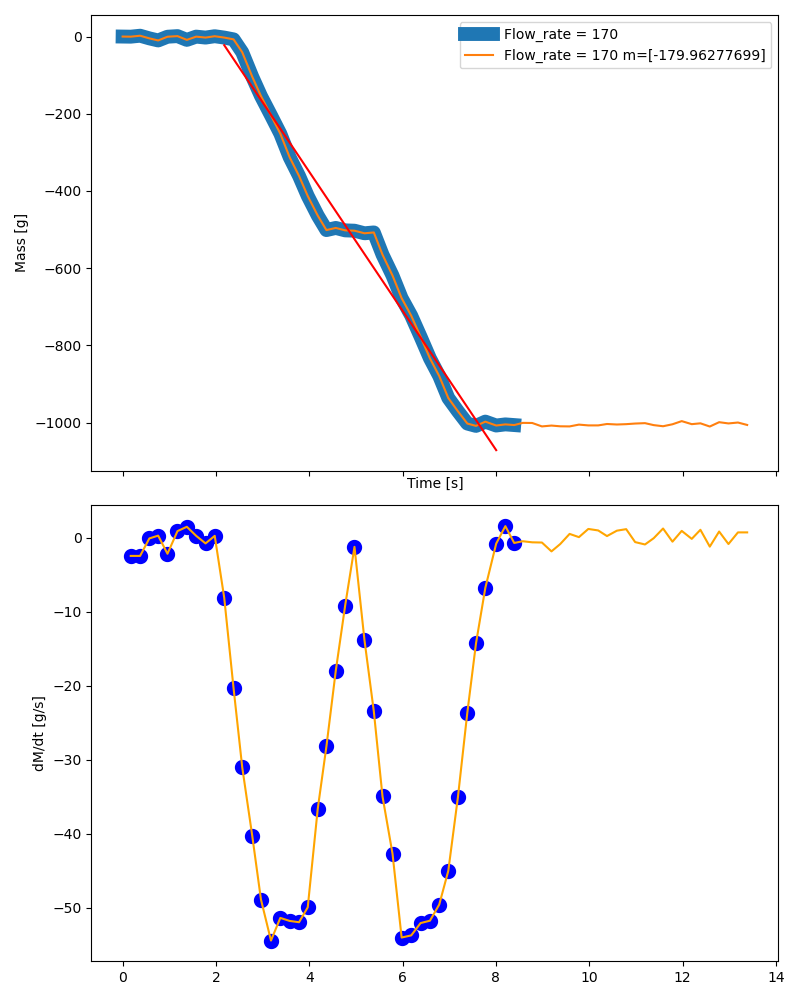 Flow_rate = 170
Flow_rate = 170 m=[-179.96277699]
0
−200
−400
−600
−800
−1000
Mass [g]
Time [s]
0
−10
−20
−30
−40
−50
dM/dt [g/s]
0 2 4 6 8 10 12 14